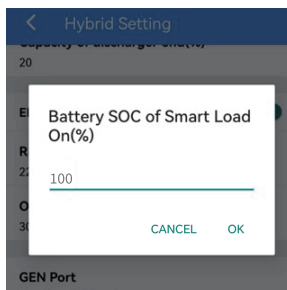 Hybrid Setting
20
Battery SOC of Smart Load
On(%)
100
CANCEL
OK
GEN Port